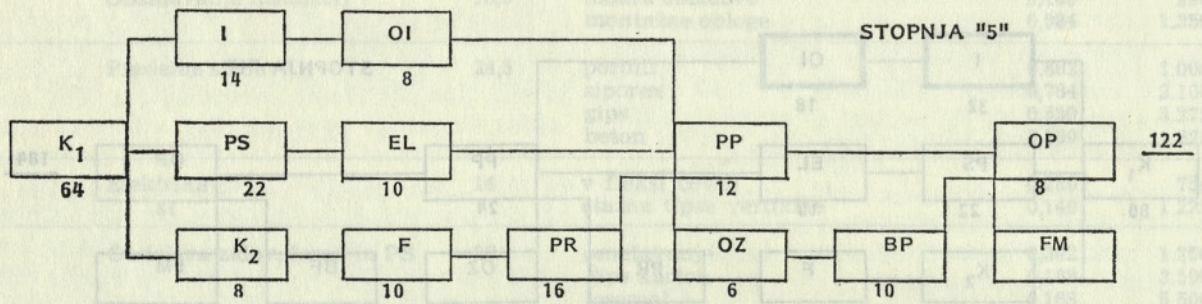 I OI STOPNJA "5"
14 8
K1 PS EL PP OP 122
64 22 10 12 8
K2 F PR OZ BP FM
8 10 16 6 10